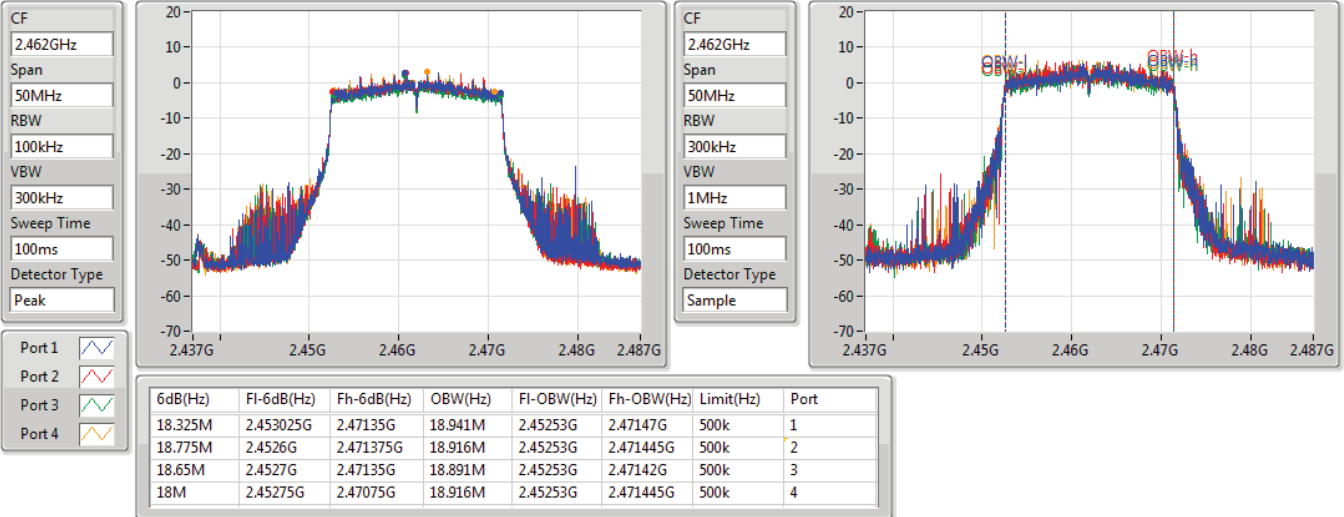 CF
2.462GHz
Span
50MHz
RBW
100kHz
VBW
300kHz
Sweep Time
100ms
Detector Type
Peak
20
10
0
-10
-20
-30
-40
-50
-60
-70
2.437G 2.45G 2.46G 2.47G 2.48G 2.487G
CF
2.462GHz
Span
50MHz
RBW
300kHz
VBW
1MHz
Sweep Time
100ms
Detector Type
Sample
20
10
0
-10
-20
-30
-40
-50
-60
-70
OBW-l OBW-h
2.437G 2.45G 2.46G 2.47G 2.48G 2.487G
Port 1
Port 2
Port 3
Port 4
6dB(Hz) Fl-6dB(Hz) Fh-6dB(Hz) OBW(Hz) Fl-OBW(Hz) Fh-OBW(Hz) Limit(Hz) Port
18.325M 2.453025G 2.47135G 18.941M 2.45253G 2.47147G 500k 1
18.775M 2.4526G 2.471375G 18.916M 2.45253G 2.471445G 500k 2
18.65M 2.4527G 2.47135G 18.891M 2.45253G 2.47142G 500k 3
18M 2.45275G 2.47075G 18.916M 2.45253G 2.471445G 500k 4